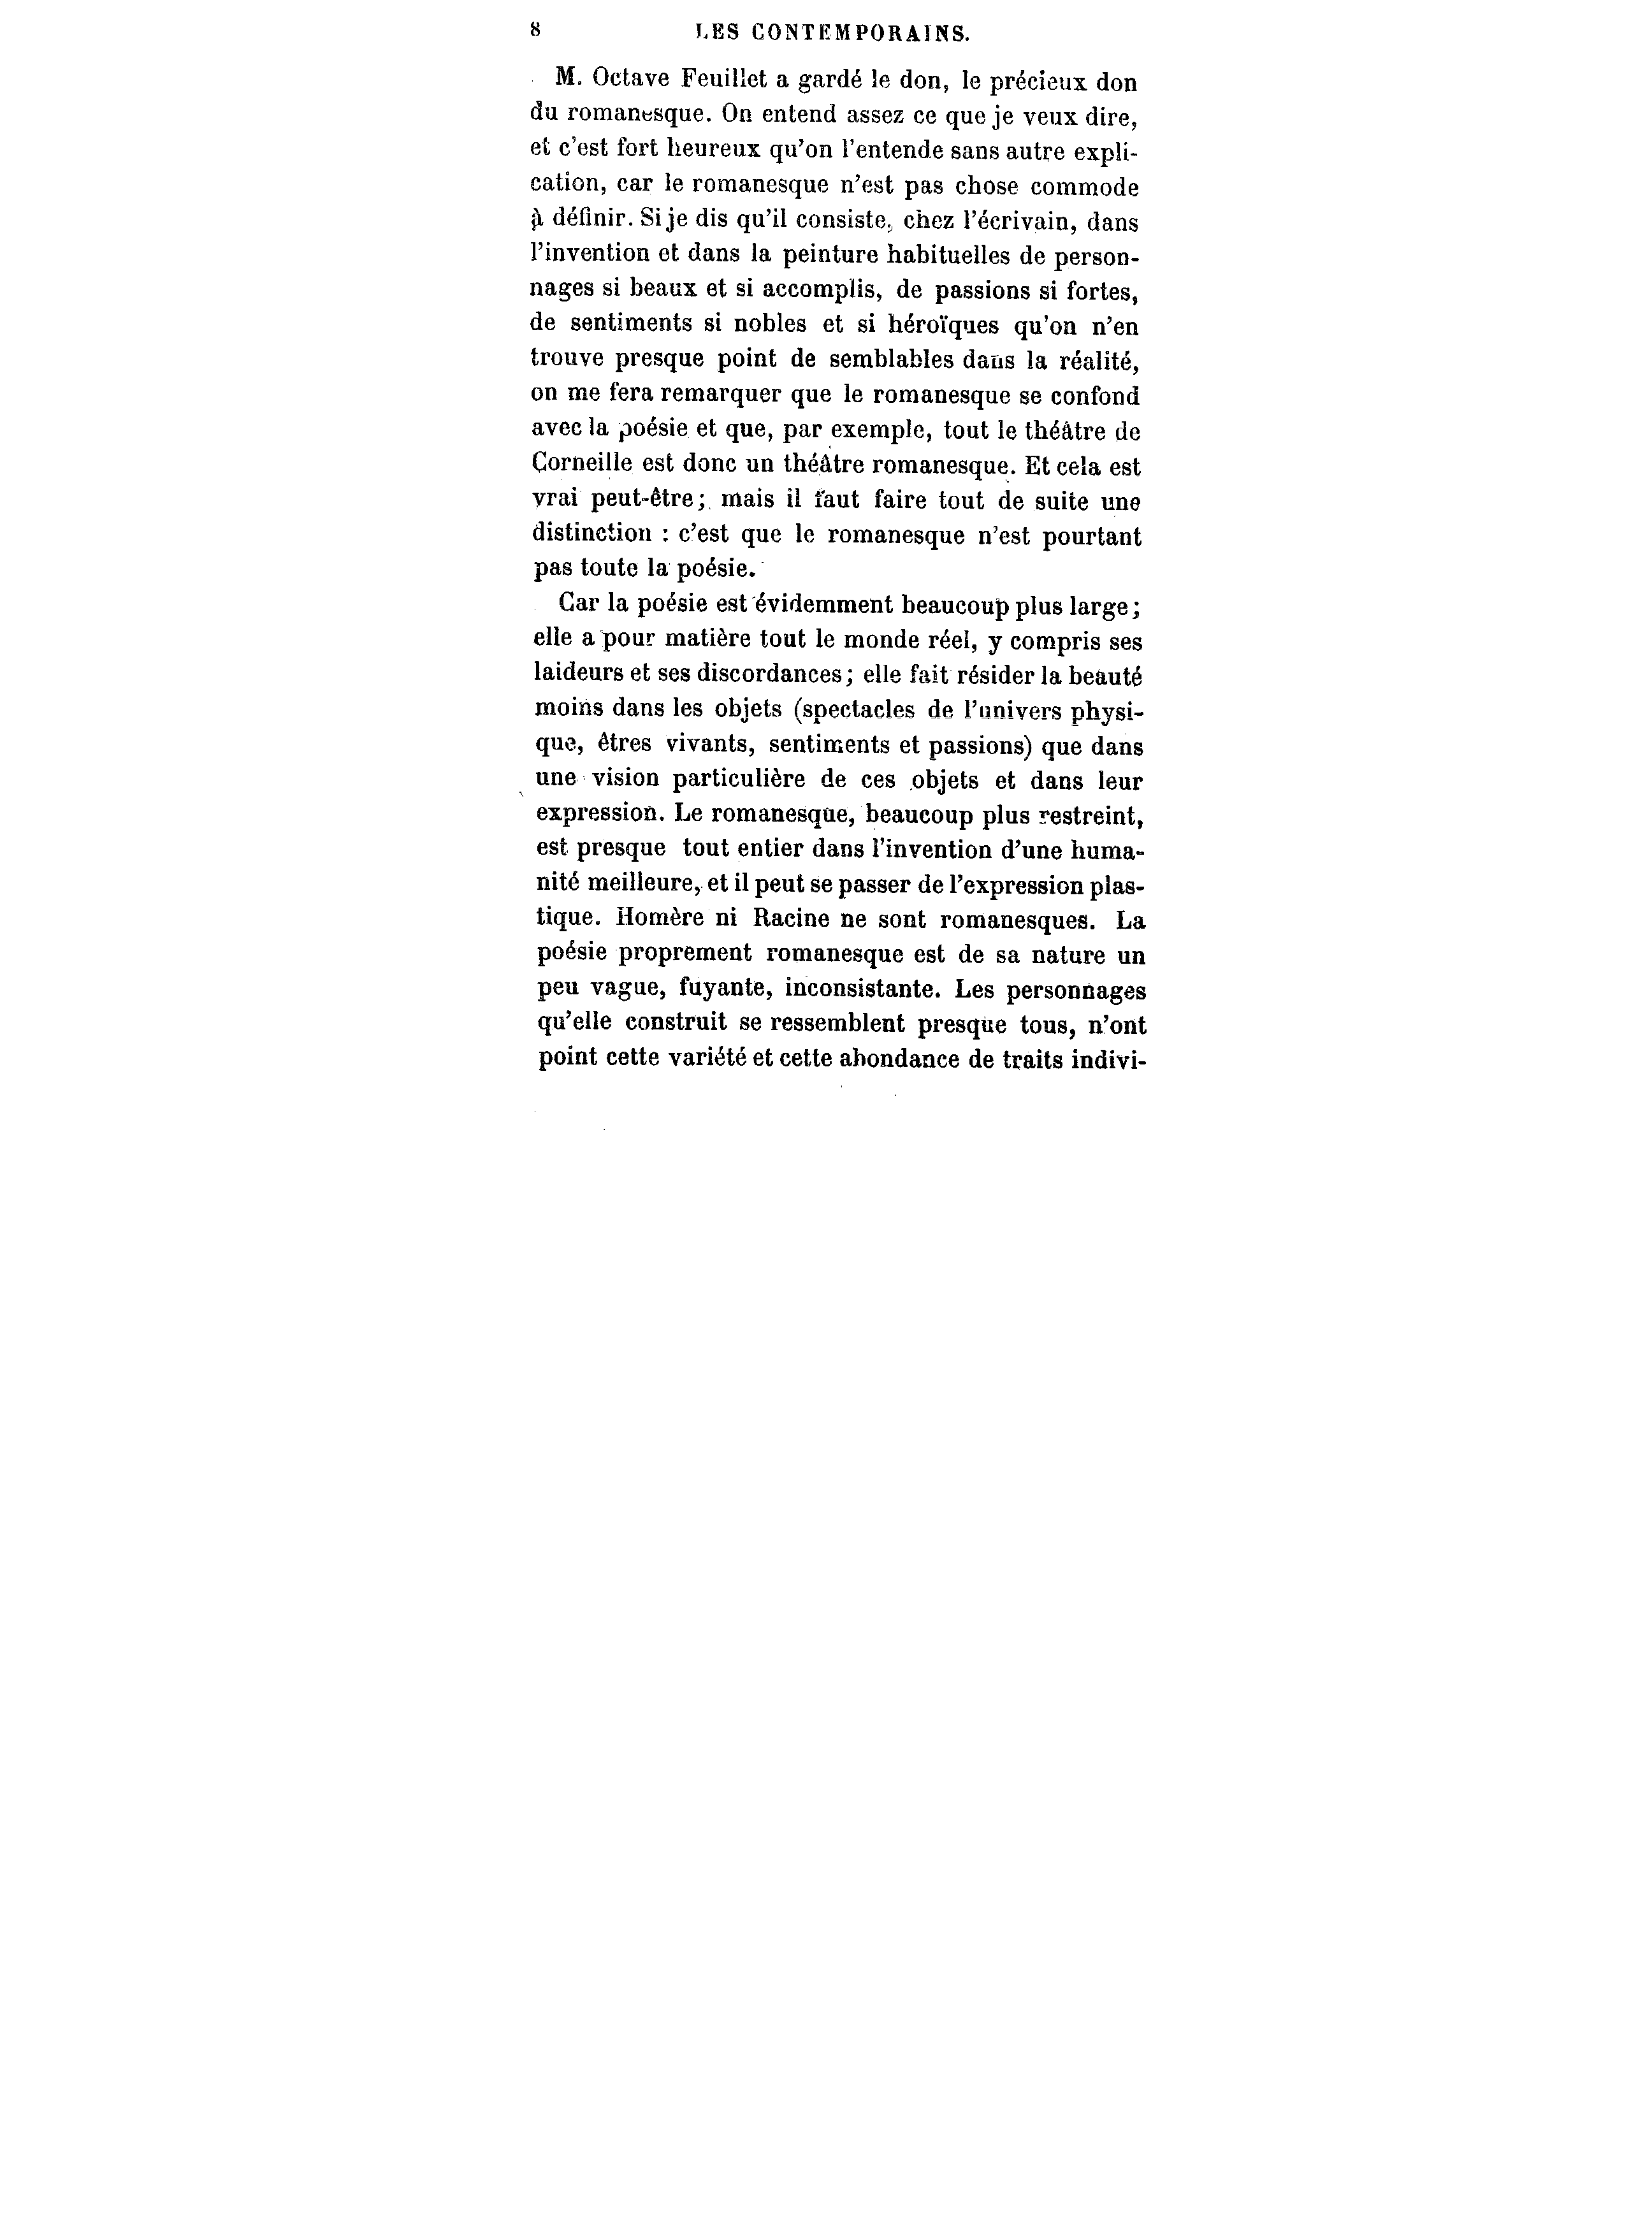 8 LES CONTEMPORAINS.
M. Octave Feuillet a gardé le don, le précieux don
du romanesque. On entend assez ce que je veux dire,
et c'est fort heureux qu'on l'entende sans autre expli-
cation, car le romanesque n'est pas chose commode
à définir. Si je dis qu'il consiste, chez l'écrivain, dans
l'invention et dans la peinture habituelles de person-
nages si beaux et si accomplis, de passions si fortes,
de sentiments si nobles et si héroïques qu'on n'en
trouve presque point de semblables dans la réalité,
on me fera remarquer que le romanesque se confond
avec la poésie et que, par exemple, tout le théâtre de
Corneille est donc un théâtre romanesque. Et cela est
vrai peut-être; mais il faut faire tout de suite une
distinction : c'est que le romanesque n'est pourtant
pas toute la poésie.
Car la poésie est évidemment beaucoup plus large;
elle a pour matière tout le monde réel, y compris ses
laideurs et ses discordances; elle fait résider la beauté
moins dans les objets (spectacles de l'univers physi-
que, êtres vivants, sentiments et passions) que dans
une vision particulière de ces objets et dans leur
expression. Le romanesque, beaucoup plus restreint,
est presque tout entier dans l'invention d'une huma-
nité meilleure, et il peut se passer de l'expression plas-
tique. Homère ni Racine ne sont romanesques. La
poésie proprement romanesque est de sa nature un
peu vague, fuyante, inconsistante. Les personnages
qu'elle construit se ressemblent presque tous, n'ont
point cette variété et cette abondance de traits indivi-